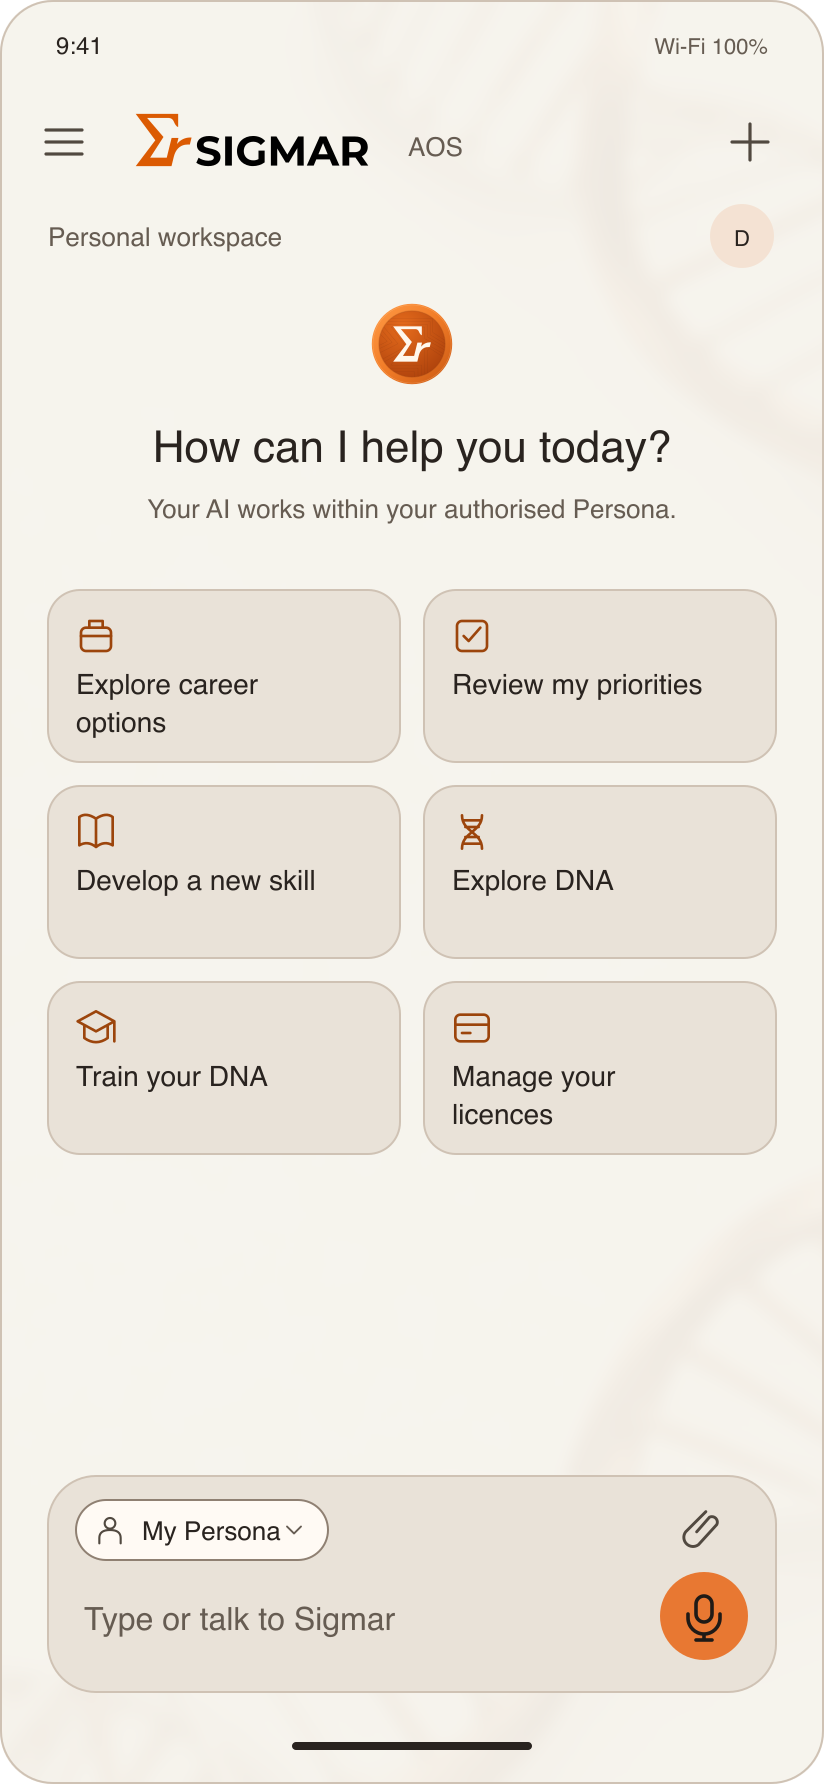 9:41
Wi-Fi 100%
Σr SIGMAR
AOS
Personal workspace
D
Σr
How can I help you today?
Your AI works within your authorised Persona.
Explore career
options
Review my priorities
Develop a new skill
Explore DNA
Train your DNA
Manage your
licences
My Persona
Type or talk to Sigmar